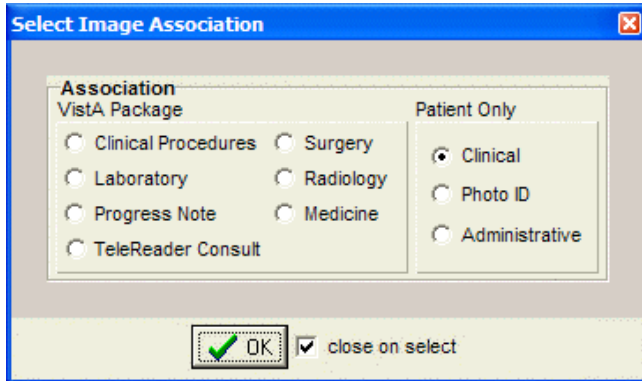 Select Image Association
Association
VistA Package
Patient Only
Clinical Procedures
Surgery
Clinical
Laboratory
Radiology
Photo ID
Progress Note
Medicine
Administrative
TeleReader Consult
OK
close on select